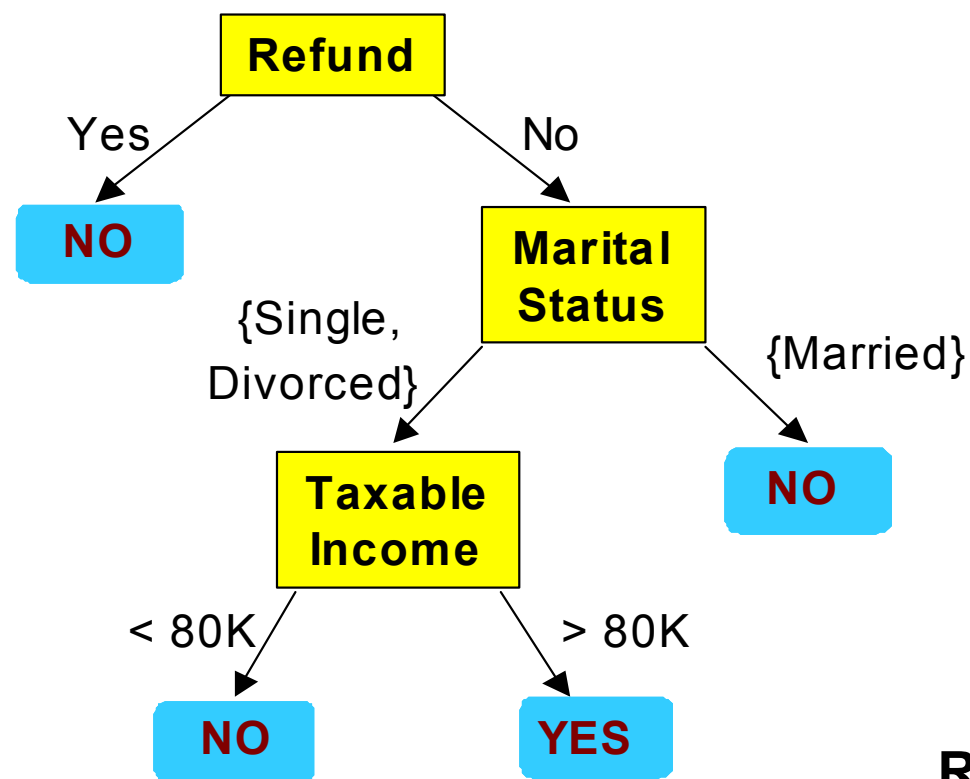 Refund
Yes
No
NO
Marital
Status
{Single,
Divorced}
{Married}
Taxable
Income
NO
< 80K
> 80K
NO
YES
R